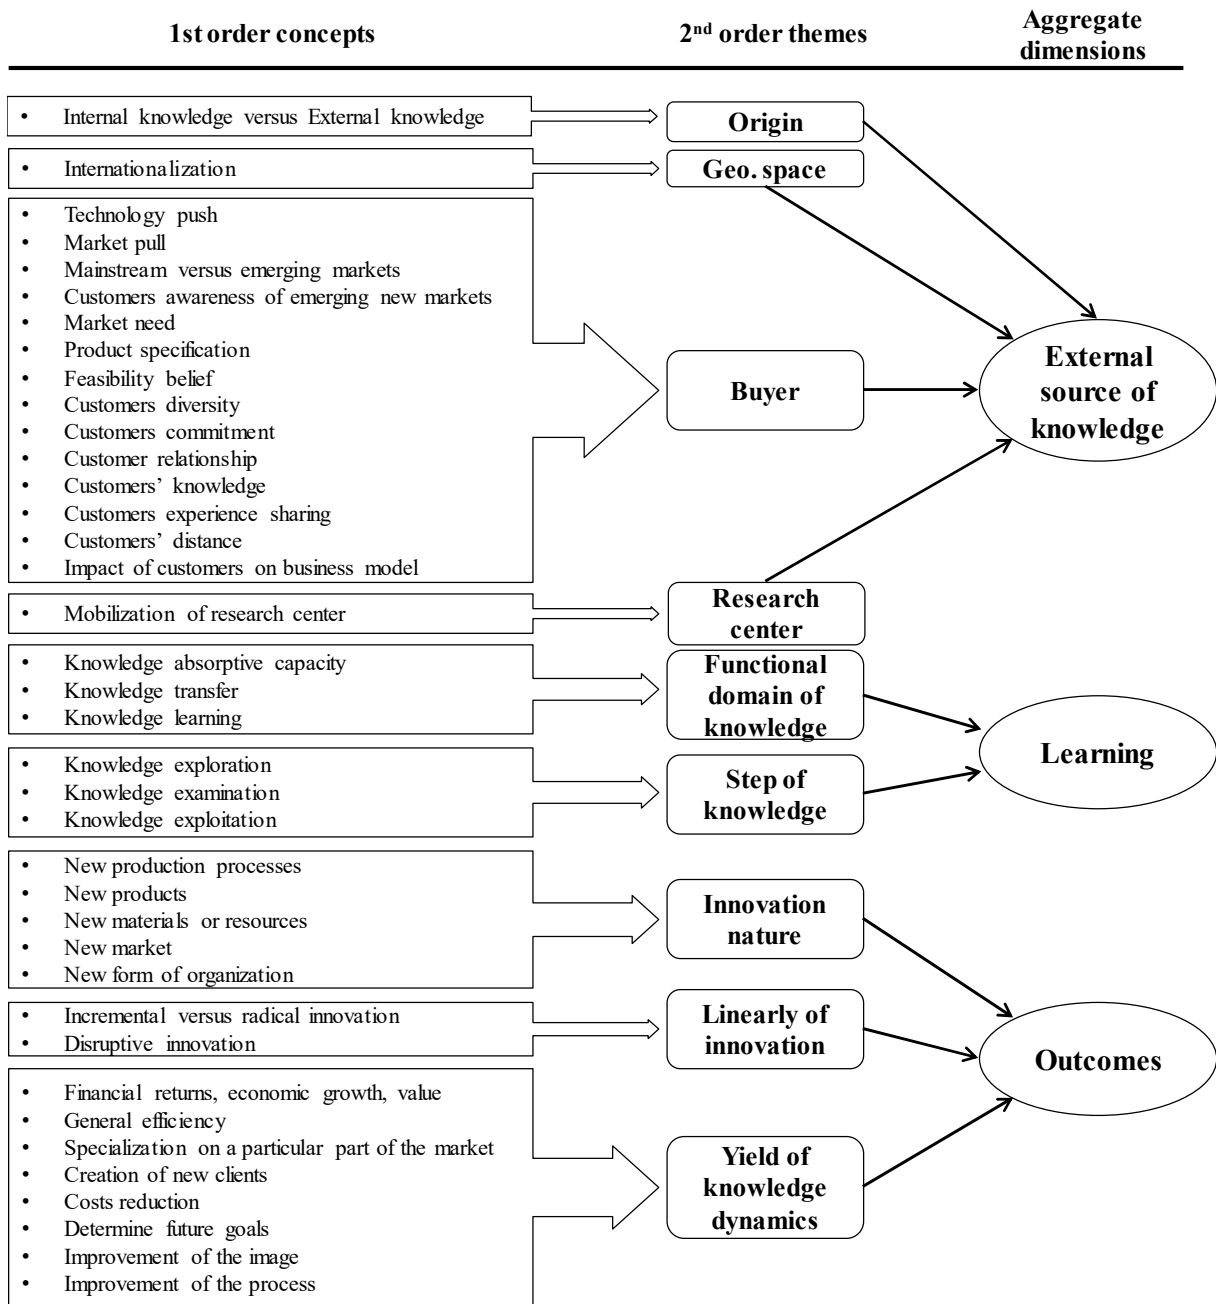 1st order concepts
2nd order themes
Aggregate
dimensions
• Internal knowledge versus External knowledge
Origin
• Internationalization
Geo. space
• Technology push
• Market pull
• Mainstream versus emerging markets
• Customers awareness of emerging new markets
• Market need
• Product specification
• Feasibility belief
• Customers diversity
• Customers commitment
• Customer relationship
• Customers’ knowledge
• Customers experience sharing
• Customers’ distance
• Impact of customers on business model
Buyer
External
source of
knowledge
• Mobilization of research center
Research
center
• Knowledge absorptive capacity
• Knowledge transfer
• Knowledge learning
Functional
domain of
knowledge
• Knowledge exploration
• Knowledge examination
• Knowledge exploitation
Step of
knowledge
Learning
• New production processes
• New products
• New materials or resources
• New market
• New form of organization
Innovation
nature
• Incremental versus radical innovation
• Disruptive innovation
Linearly of
innovation
Outcomes
• Financial returns, economic growth, value
• General efficiency
• Specialization on a particular part of the market
• Creation of new clients
• Costs reduction
• Determine future goals
• Improvement of the image
• Improvement of the process
Yield of
knowledge
dynamics